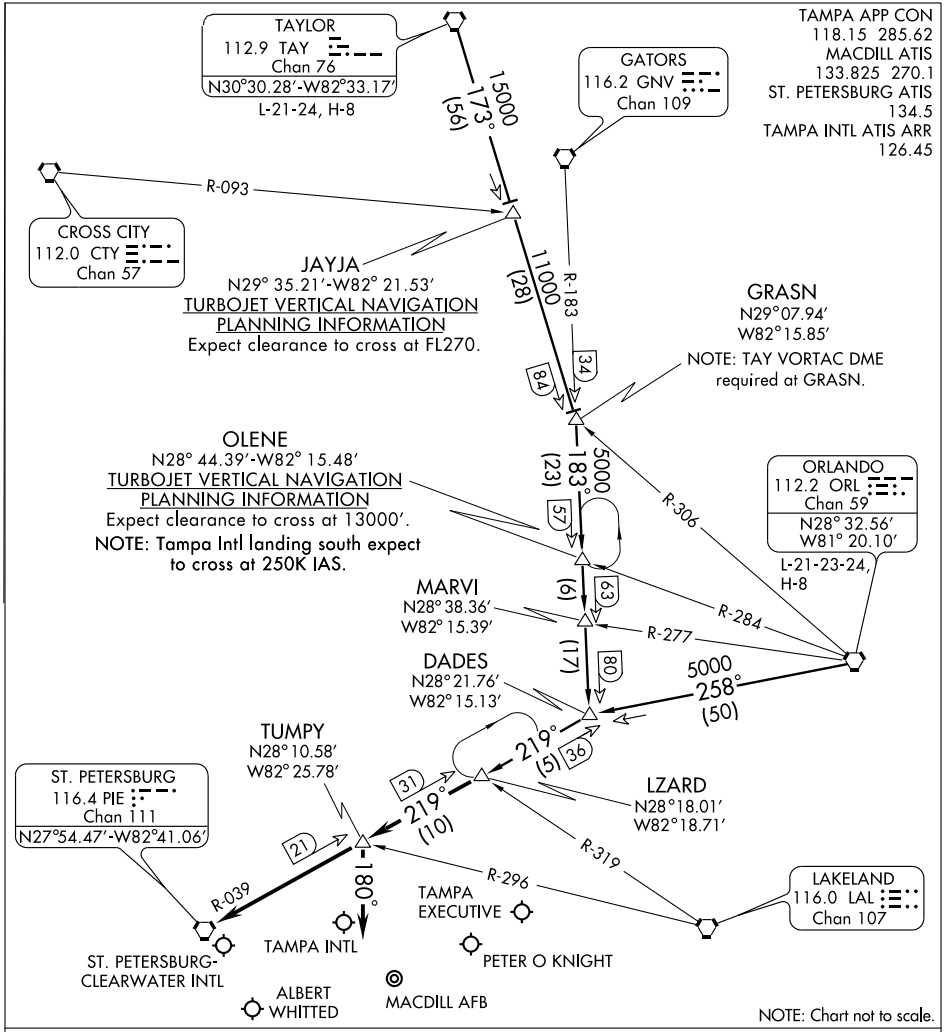 TAYLOR
112.9 TAY
Chan 76
N30°30.28'-W82°33.17'
L-21-24, H-8
GATORS
116.2 GNV
Chan 109
TAMPA APP CON
118.15 285.62
MACDILL ATIS
133.825 270.1
ST. PETERSBURG ATIS
134.5
TAMPA INTL ATIS ARR
126.45
15000
173°
(56)
R-093
CROSS CITY
112.0 CTY
Chan 57
JAYJA
N29° 35.21'-W82° 21.53'
TURBOJET VERTICAL NAVIGATION
PLANNING INFORMATION
Expect clearance to cross at FL270.
11000
(28)
R-183
84
34
GRASN
N29°07.94'
W82°15.85'
NOTE: TAY VORTAC DME
required at GRASN.
OLENE
N28° 44.39'-W82° 15.48'
TURBOJET VERTICAL NAVIGATION
PLANNING INFORMATION
Expect clearance to cross at 13000'.
NOTE: Tampa Intl landing south expect
to cross at 250K IAS.
5000
183°
(23)
57
R-306
ORLANDO
112.2 ORL
Chan 59
N28° 32.56'
W81° 20.10'
L-21-23-24,
H-8
MARVI
N28° 38.36'
W82° 15.39'
(6)
63
R-284
R-277
DADES
N28° 21.76'
W82° 15.13'
(17)
80
5000
258°
(50)
TUMPY
N28° 10.58'
W82° 25.78'
219°
(5)
36
LZARD
N28°18.01'
W82°18.71'
ST. PETERSBURG
116.4 PIE
Chan 111
N27°54.47'-W82°41.06'
31
219°
(10)
21
R-039
180°
R-319
R-296
LAKELAND
116.0 LAL
Chan 107
TAMPA
EXECUTIVE
TAMPA INTL
PETER O KNIGHT
ST. PETERSBURG-
CLEARWATER INTL
ALBERT
WHITTED
MACDILL AFB
NOTE: Chart not to scale.